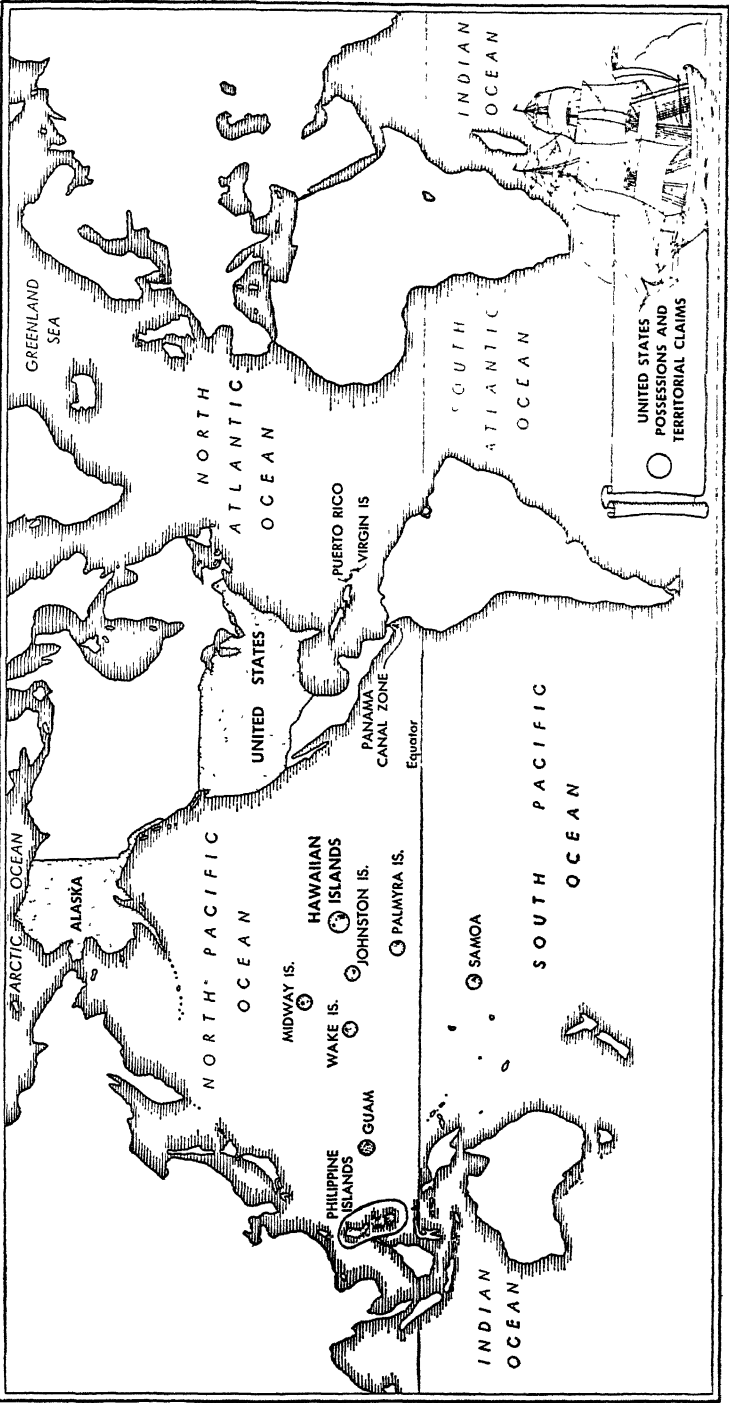 ARCTIC OCEAN
GREENLAND
SEA
ALASKA
NORTH PACIFIC
OCEAN
UNITED STATES
NORTH
ATLANTIC
OCEAN
MIDWAY IS.
HAWAIIAN
ISLANDS
WAKE IS.
JOHNSTON IS.
PUERTO RICO
VIRGIN IS
PHILIPPINE
ISLANDS
GUAM
PALMYRA IS.
PANAMA
CANAL ZONE
Equator
SAMOA
INDIAN
OCEAN
SOUTH PACIFIC
OCEAN
SOUTH
ATLANTIC
OCEAN
INDIAN
OCEAN
UNITED STATES
POSSESSIONS AND
TERRITORIAL CLAIMS